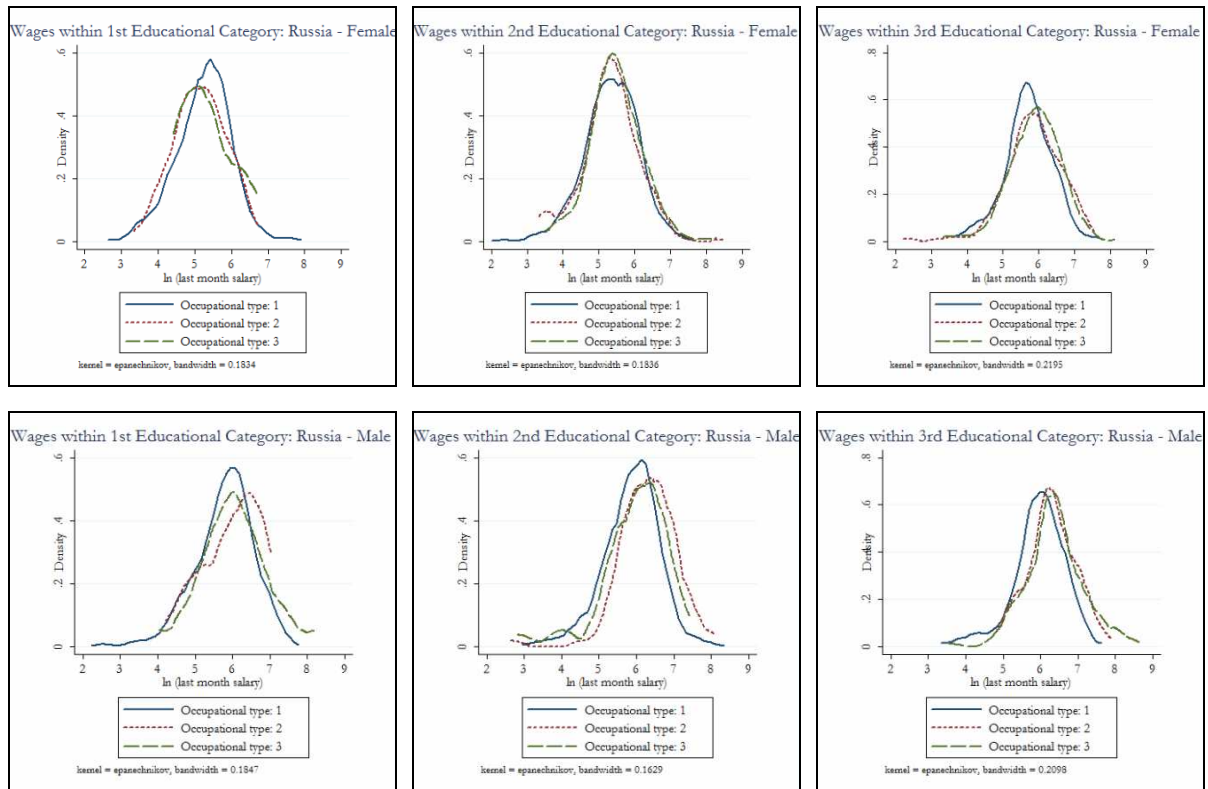 Wages within 1st Educational Category: Russia - Female
Density
0 .2 .4 .6
2 3 4 5 6 7 8 9
ln (last month salary)
Occupational type: 1
Occupational type: 2
Occupational type: 3
kernel = epanechnikov, bandwidth = 0.1834
Wages within 2nd Educational Category: Russia - Female
Density
0 .2 .4 .6
2 3 4 5 6 7 8 9
ln (last month salary)
Occupational type: 1
Occupational type: 2
Occupational type: 3
kernel = epanechnikov, bandwidth = 0.1836
Wages within 3rd Educational Category: Russia - Female
Density
0 .2 .4 .6 .8
2 3 4 5 6 7 8 9
ln (last month salary)
Occupational type: 1
Occupational type: 2
Occupational type: 3
kernel = epanechnikov, bandwidth = 0.2195
Wages within 1st Educational Category: Russia - Male
Density
0 .2 .4 .6
2 3 4 5 6 7 8 9
ln (last month salary)
Occupational type: 1
Occupational type: 2
Occupational type: 3
kernel = epanechnikov, bandwidth = 0.1847
Wages within 2nd Educational Category: Russia - Male
Density
0 .2 .4 .6
2 3 4 5 6 7 8 9
ln (last month salary)
Occupational type: 1
Occupational type: 2
Occupational type: 3
kernel = epanechnikov, bandwidth = 0.1629
Wages within 3rd Educational Category: Russia - Male
Density
0 .2 .4 .6 .8
2 3 4 5 6 7 8 9
ln (last month salary)
Occupational type: 1
Occupational type: 2
Occupational type: 3
kernel = epanechnikov, bandwidth = 0.2098